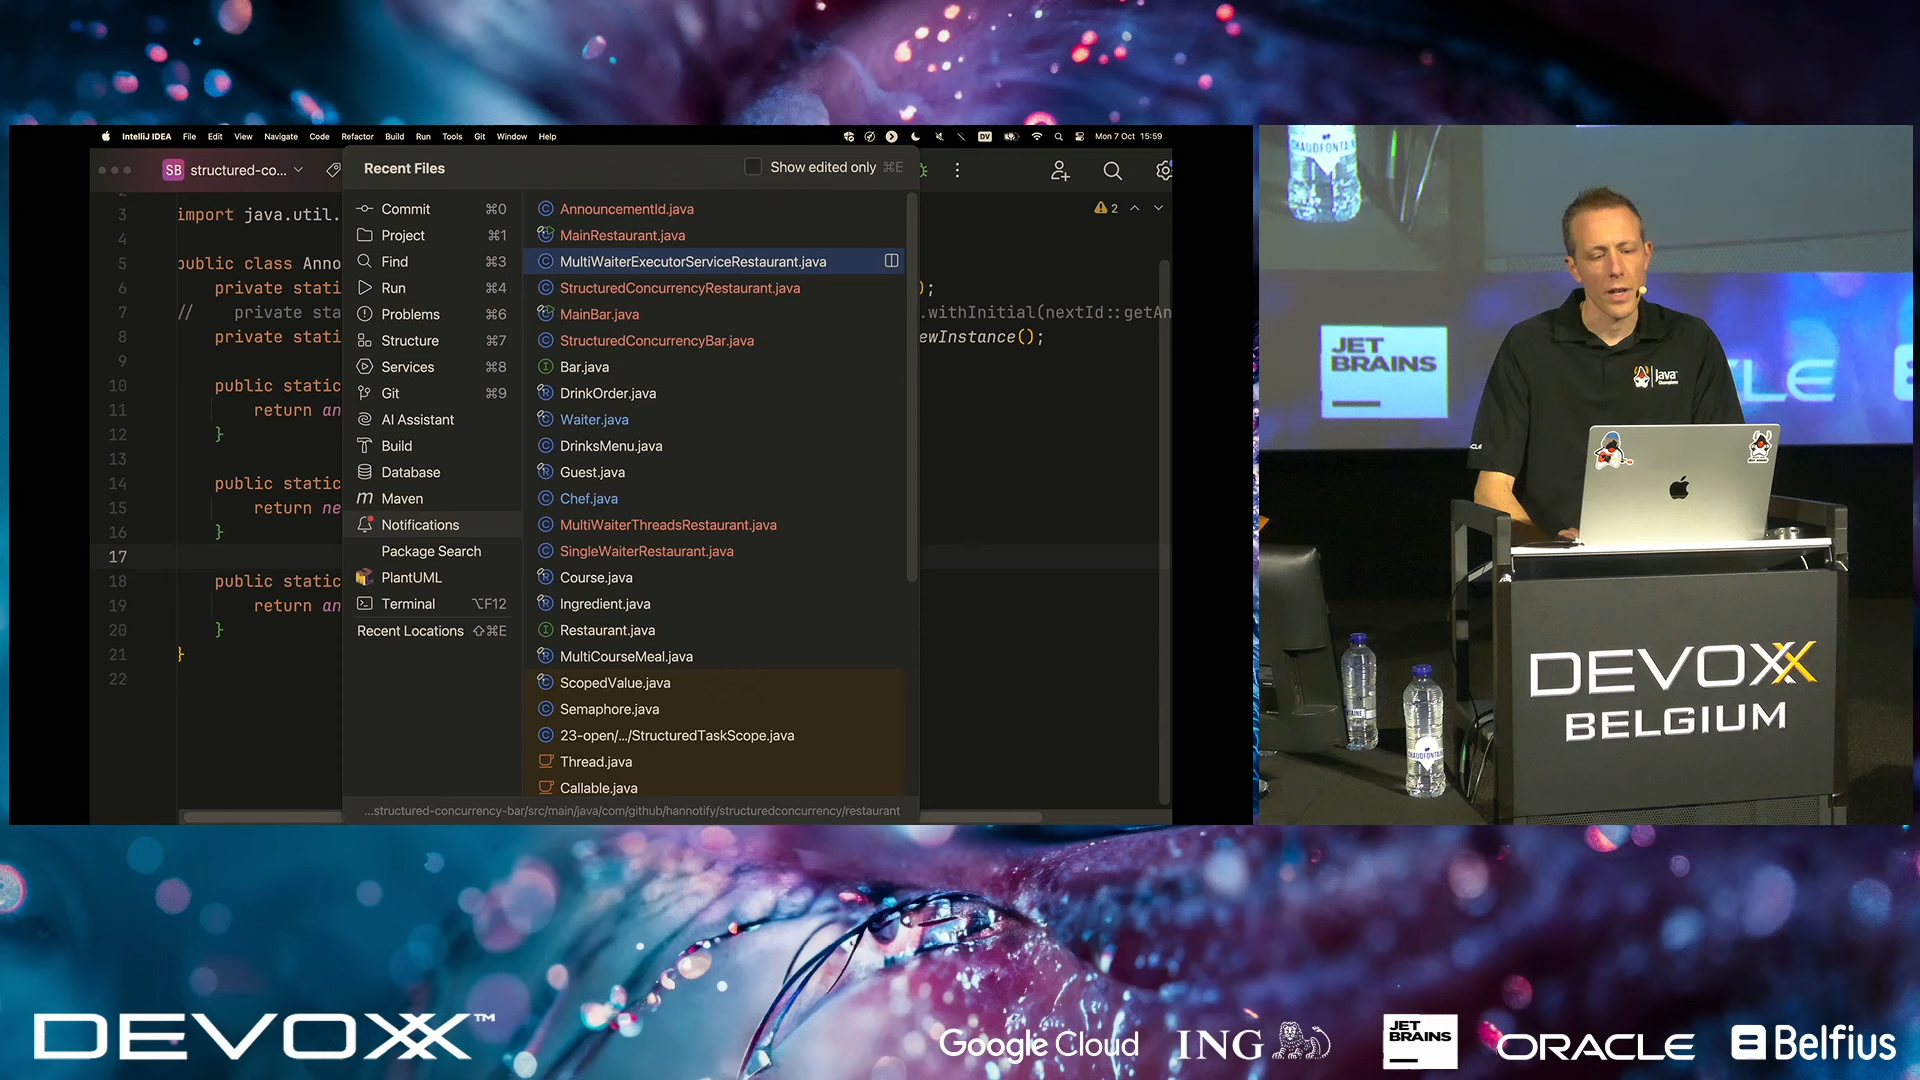 IntelliJ IDEA File Edit View Navigate Code Refactor Build Run Tools Git Window Help
DV
Mon 7 Oct 15:59
SB structured-co...
Recent Files
Show edited only ⌘E
Commit ⌘0
Project ⌘1
Find ⌘3
Run ⌘4
Problems ⌘6
Structure ⌘7
Services ⌘8
Git ⌘9
AI Assistant
Build
Database
Maven
Notifications
Package Search
PlantUML
Terminal ⌥F12
Recent Locations ⇧⌘E
AnnouncementId.java
MainRestaurant.java
MultiWaiterExecutorServiceRestaurant.java
StructuredConcurrencyRestaurant.java
MainBar.java
StructuredConcurrencyBar.java
Bar.java
DrinkOrder.java
Waiter.java
DrinksMenu.java
Guest.java
Chef.java
MultiWaiterThreadsRestaurant.java
SingleWaiterRestaurant.java
Course.java
Ingredient.java
Restaurant.java
MultiCourseMeal.java
ScopedValue.java
Semaphore.java
23-open/.../StructuredTaskScope.java
Thread.java
Callable.java
...structured-concurrency-bar/src/main/java/com/github/hannotify/structuredconcurrency/restaurant
2
3 import java.util.
4
5 public class Anno
6 private stati );
7 // private sta .withInitial(nextId::getAn
8 private stati ewInstance();
9
10 public static
11 return an
12 }
13
14 public static
15 return ne
16 }
17
18 public static
19 return an
20 }
21 }
22
CHAUDFONTAINE
JET
BRAINS
LE
Java
Champions
DEVOXX
BELGIUM
CHAUDFONTAINE
DEVOXX™
Google Cloud
ING
JET
BRAINS
ORACLE
Belfius